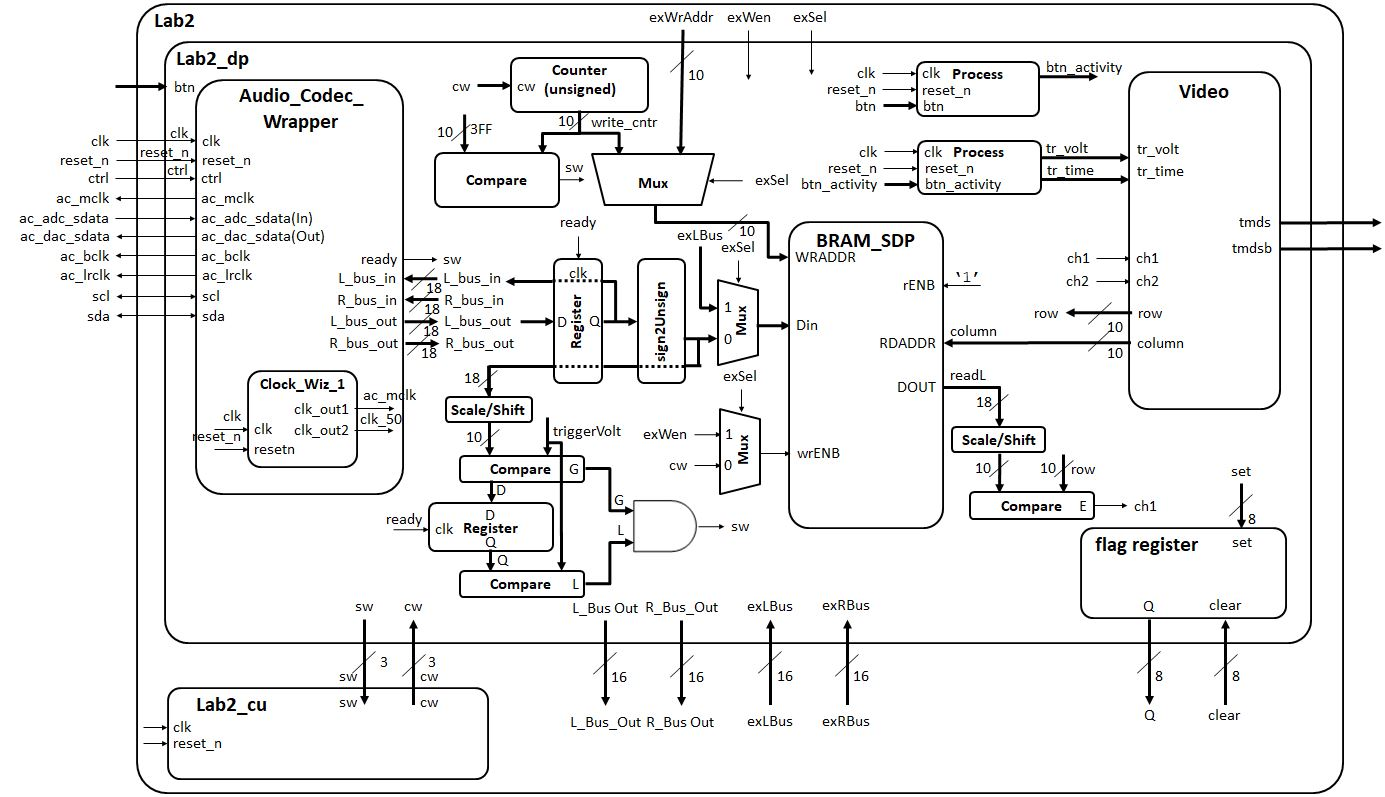 Lab2
exWrAddr
exWen
exSel
Lab2_dp
10
btn
Audio_Codec_
Wrapper
clk
clk
clk
reset_n
reset_n
reset_n
ctrl
ctrl
ctrl
ac_mclk
ac_mclk
ac_adc_sdata
ac_adc_sdata(In)
ac_dac_sdata
ac_dac_sdata(Out)
ac_bclk
ac_bclk
ac_lrclk
ac_lrclk
scl
scl
sda
sda
ready
sw
L_bus_in
18
L_bus_in
R_bus_in
18
R_bus_in
L_bus_out
18
L_bus_out
R_bus_out
18
R_bus_out
Clock_Wiz_1
clk
clk
reset_n
resetn
clk_out1
ac_mclk
clk_out2
clk_50
cw
cw
Counter
(unsigned)
10
write_cntr
10
3FF
Compare
sw
Mux
exSel
10
ready
clk
D
Register
Q
sign2Unsign
exLBus
exSel
1
0
Mux
18
Scale/Shift
10
triggerVolt
Compare
G
D
ready
clk
D
Register
Q
Q
Compare
L
G
L
sw
exSel
exWen
1
cw
0
Mux
BRAM_SDP
WRADDR
rENB
'1'
Din
RDADDR
column
DOUT
readL
wrENB
18
Scale/Shift
10
10
row
Compare
E
ch1
clk
clk
Process
btn_activity
reset_n
reset_n
btn
btn
clk
clk
Process
tr_volt
reset_n
reset_n
tr_time
btn_activity
btn_activity
Video
tr_volt
tr_time
tmds
tmdsb
ch1
ch1
ch2
ch2
row
10
row
10
column
set
8
flag register
set
Q
clear
8
8
Q
clear
sw
cw
3
3
sw
cw
sw
cw
Lab2_cu
clk
reset_n
L_Bus Out
R_Bus_Out
exLBus
exRBus
16
16
16
16
L_Bus_Out
R_Bus Out
exLBus
exRBus